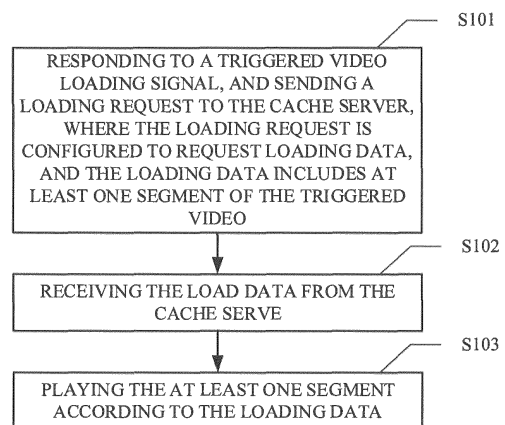 S101
RESPONDING TO A TRIGGERED VIDEO
LOADING SIGNAL, AND SENDING A
LOADING REQUEST TO THE CACHE SERVER,
WHERE THE LOADING REQUEST IS
CONFIGURED TO REQUEST LOADING DATA,
AND THE LOADING DATA INCLUDES AT
LEAST ONE SEGMENT OF THE TRIGGERED
VIDEO
S102
RECEIVING THE LOAD DATA FROM THE
CACHE SERVE
S103
PLAYING THE AT LEAST ONE SEGMENT
ACCORDING TO THE LOADING DATA